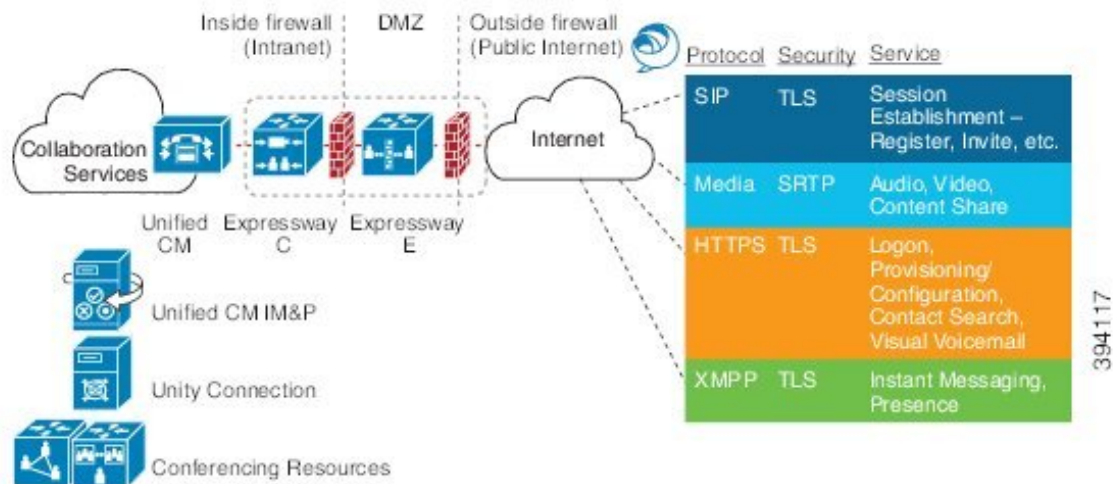 Inside firewall
(Intranet)
DMZ
Outside firewall
(Public Internet)
Protocol Security Service
SIP TLS Session
Establishment –
Register, Invite, etc.
Media SRTP Audio, Video,
Content Share
HTTPS TLS Logon,
Provisioning/
Configuration,
Contact Search,
Visual Voicemail
XMPP TLS Instant Messaging,
Presence
Collaboration
Services
Internet
Unified
CM
Expressway
C
Expressway
E
Unified CM IM&P
Unity Connection
Conferencing Resources
394117